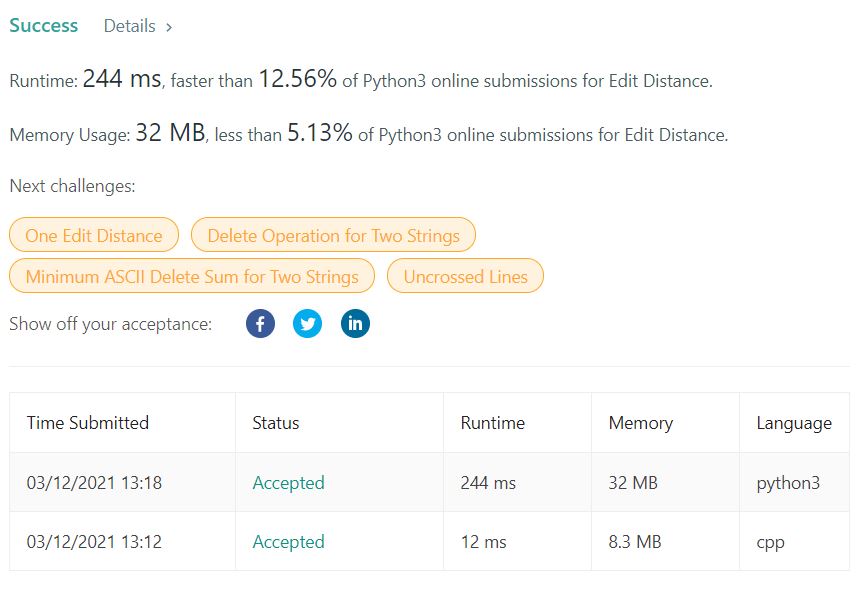 Success Details >
Runtime: 244 ms, faster than 12.56% of Python3 online submissions for Edit Distance.
Memory Usage: 32 MB, less than 5.13% of Python3 online submissions for Edit Distance.
Next challenges:
One Edit Distance Delete Operation for Two Strings
Minimum ASCII Delete Sum for Two Strings Uncrossed Lines
Show off your acceptance: f in
Time Submitted Status Runtime Memory Language
03/12/2021 13:18 Accepted 244 ms 32 MB python3
03/12/2021 13:12 Accepted 12 ms 8.3 MB cpp